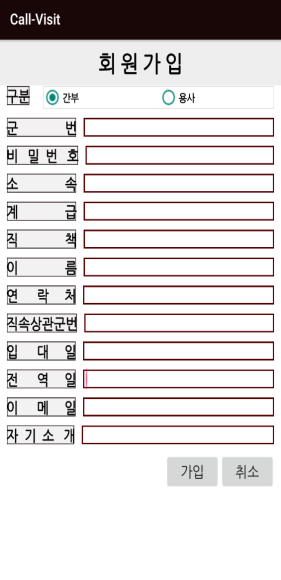 Call-Visit
회원가입
구분 간부 용사
군 번
비 밀 번 호
소 속
계 급
직 책
이 름
연 락 처
직속상관군번
입 대 일
전 역 일
이 메 일
자 기 소 개
가입 취소